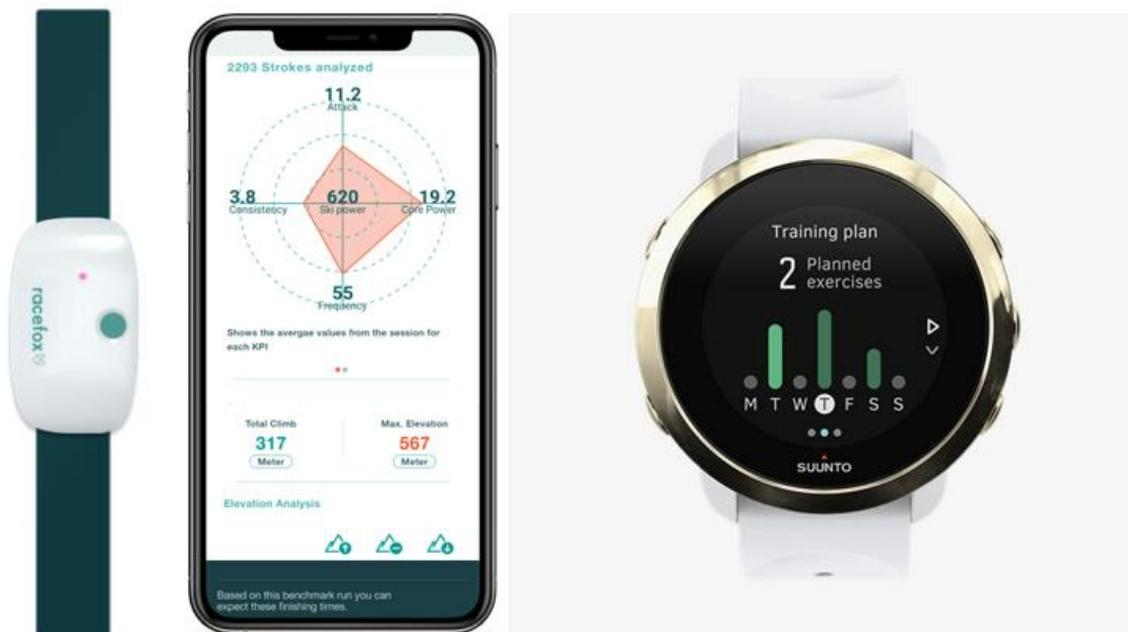 racefox
2293 Strokes analyzed
11.2
Attack
3.8
Consistency
620
Ski power
19.2
Core Power
55
Frequency
Shows the avergae values from the session for
each KPI
Total Climb
317
Meter
Max. Elevation
567
Meter
Elevation Analysis
Based on this benchmark run you can
expect these finishing times.
Training plan
2 Planned
exercises
M T W T F S S
SUUNTO